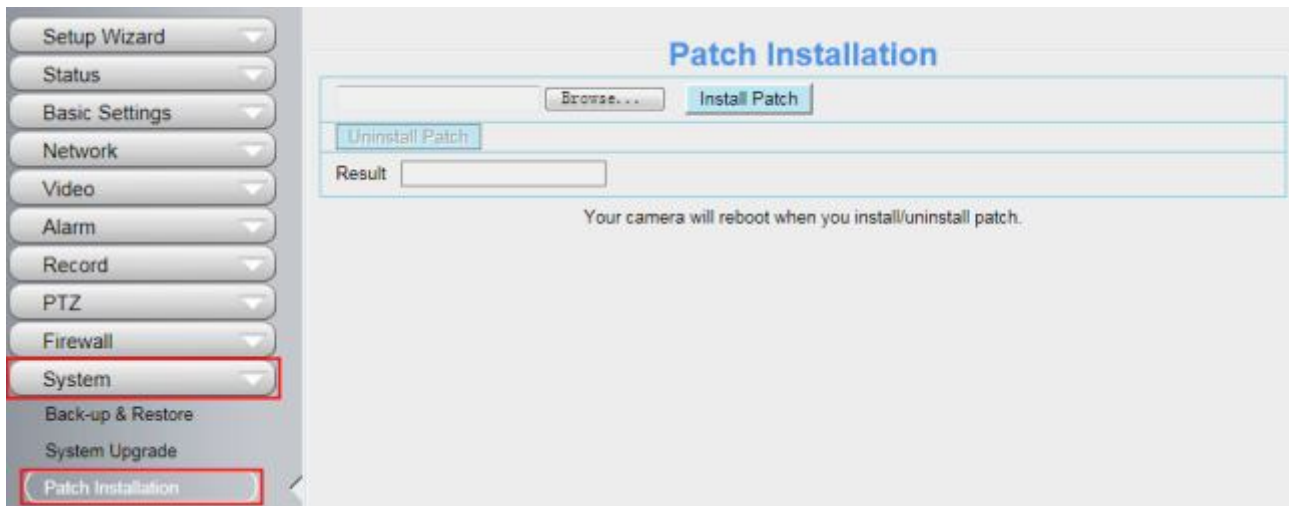 Setup Wizard
Status
Basic Settings
Network
Video
Alarm
Record
PTZ
Firewall
System
Back-up & Restore
System Upgrade
Patch Installation
Patch Installation
Browse... Install Patch
Uninstall Patch
Result
Your camera will reboot when you install/uninstall patch.